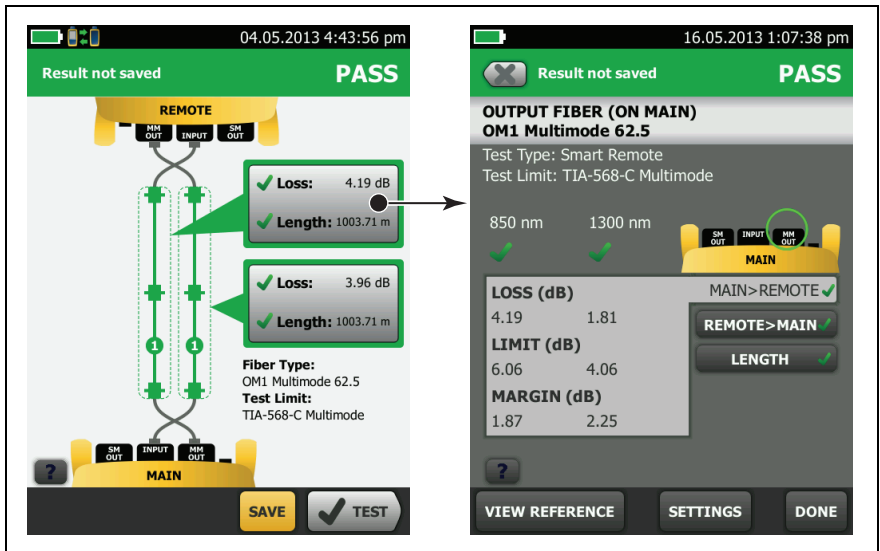 04.05.2013 4:43:56 pm
Result not saved PASS
REMOTE
MM OUT INPUT SM OUT
Loss: 4.19 dB
Length: 1003.71 m
Loss: 3.96 dB
Length: 1003.71 m
1 1
Fiber Type:
OM1 Multimode 62.5
Test Limit:
TIA-568-C Multimode
SM OUT INPUT MM OUT
? MAIN
SAVE TEST
16.05.2013 1:07:38 pm
Result not saved PASS
OUTPUT FIBER (ON MAIN)
OM1 Multimode 62.5
Test Type: Smart Remote
Test Limit: TIA-568-C Multimode
850 nm 1300 nm
SM OUT INPUT MM OUT
MAIN
LOSS (dB) MAIN>REMOTE
4.19 1.81 REMOTE>MAIN
LIMIT (dB)
6.06 4.06 LENGTH
MARGIN (dB)
1.87 2.25
?
VIEW REFERENCE SETTINGS DONE